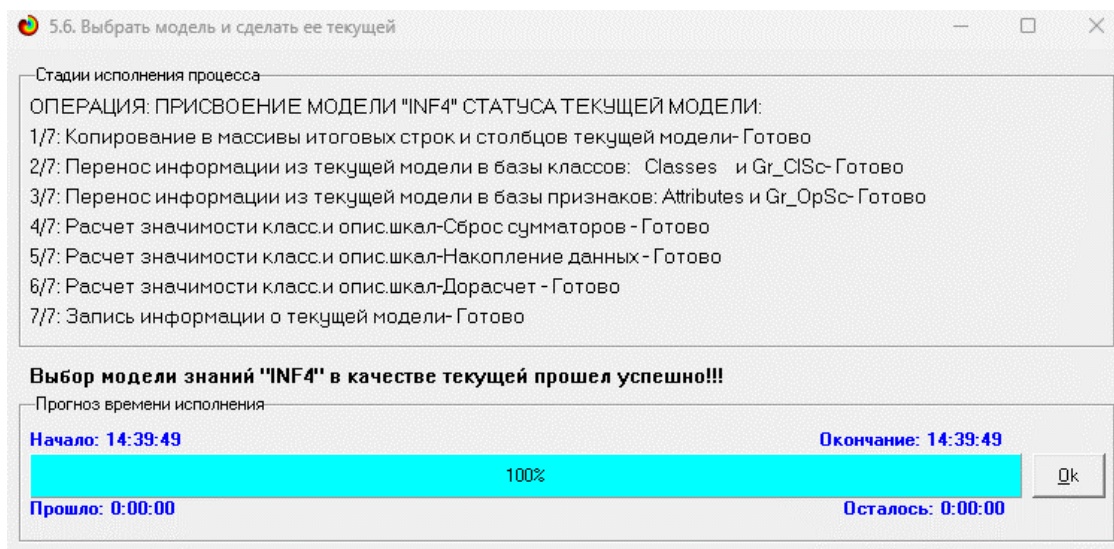 5.6. Выбрать модель и сделать ее текущей
Стадии исполнения процесса
ОПЕРАЦИЯ: ПРИСВОЕНИЕ МОДЕЛИ "INF4" СТАТУСА ТЕКУЩЕЙ МОДЕЛИ:
1/7: Копирование в массивы итоговых строк и столбцов текущей модели- Готово
2/7: Перенос информации из текущей модели в базы классов: Classes и Gr_ClSc- Готово
3/7: Перенос информации из текущей модели в базы признаков: Attributes и Gr_OpSc- Готово
4/7: Расчет значимости класс.и опис.шкал-Сброс сумматоров - Готово
5/7: Расчет значимости класс.и опис.шкал-Накопление данных - Готово
6/7: Расчет значимости класс.и опис.шкал-Дорасчет - Готово
7/7: Запись информации о текущей модели- Готово
Выбор модели знаний "INF4" в качестве текущей прошел успешно!!!
Прогноз времени исполнения
Начало: 14:39:49 Окончание: 14:39:49
100% Ok
Прошло: 0:00:00 Осталось: 0:00:00